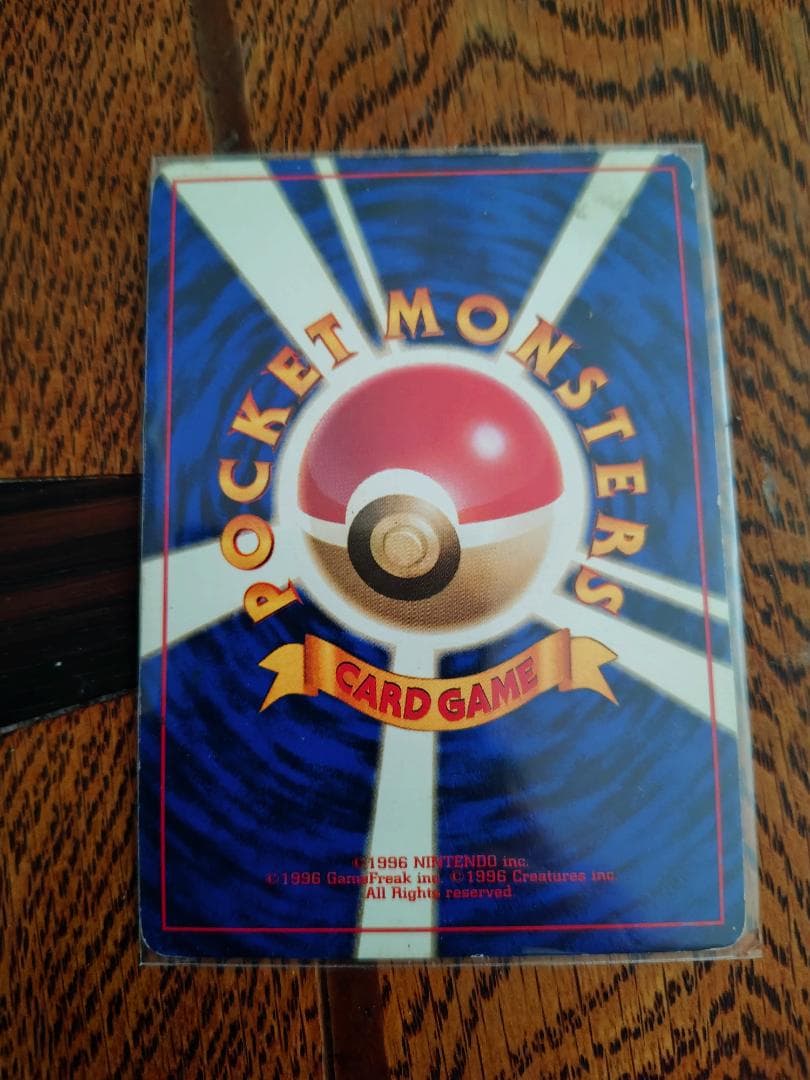 POCKET MONSTERS
CARD GAME
©1996 NINTENDO inc.
©1996 GameFreak inc. ©1996 Creatures inc.
All Rights reserved.